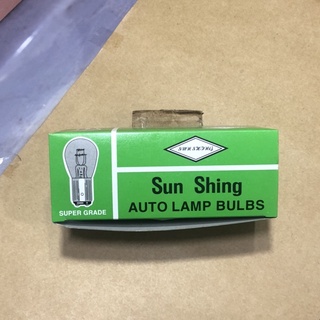 Sun Shing
AUTO LAMP BULBS
SUPER GRADE